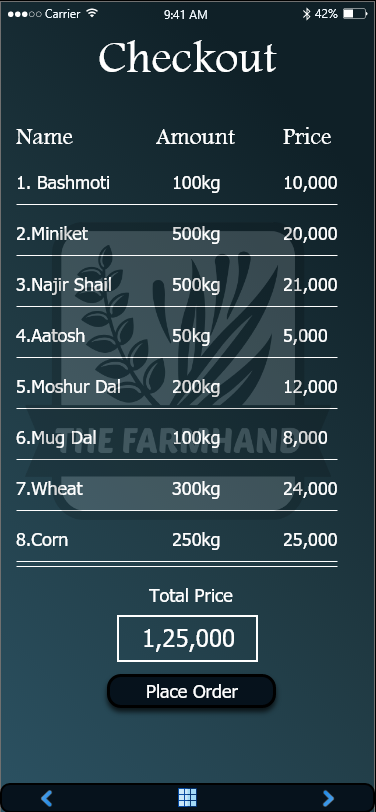 Carrier 9:41 AM 42%
Checkout
Name Amount Price
1. Bashmoti 100kg 10,000
2.Miniket 500kg 20,000
3.Najir Shail 500kg 21,000
4.Aatosh 50kg 5,000
5.Moshur Dal 200kg 12,000
6.Mug Dal 100kg 8,000
THE FARMHAND
7.Wheat 300kg 24,000
8.Corn 250kg 25,000
Total Price
1,25,000
Place Order